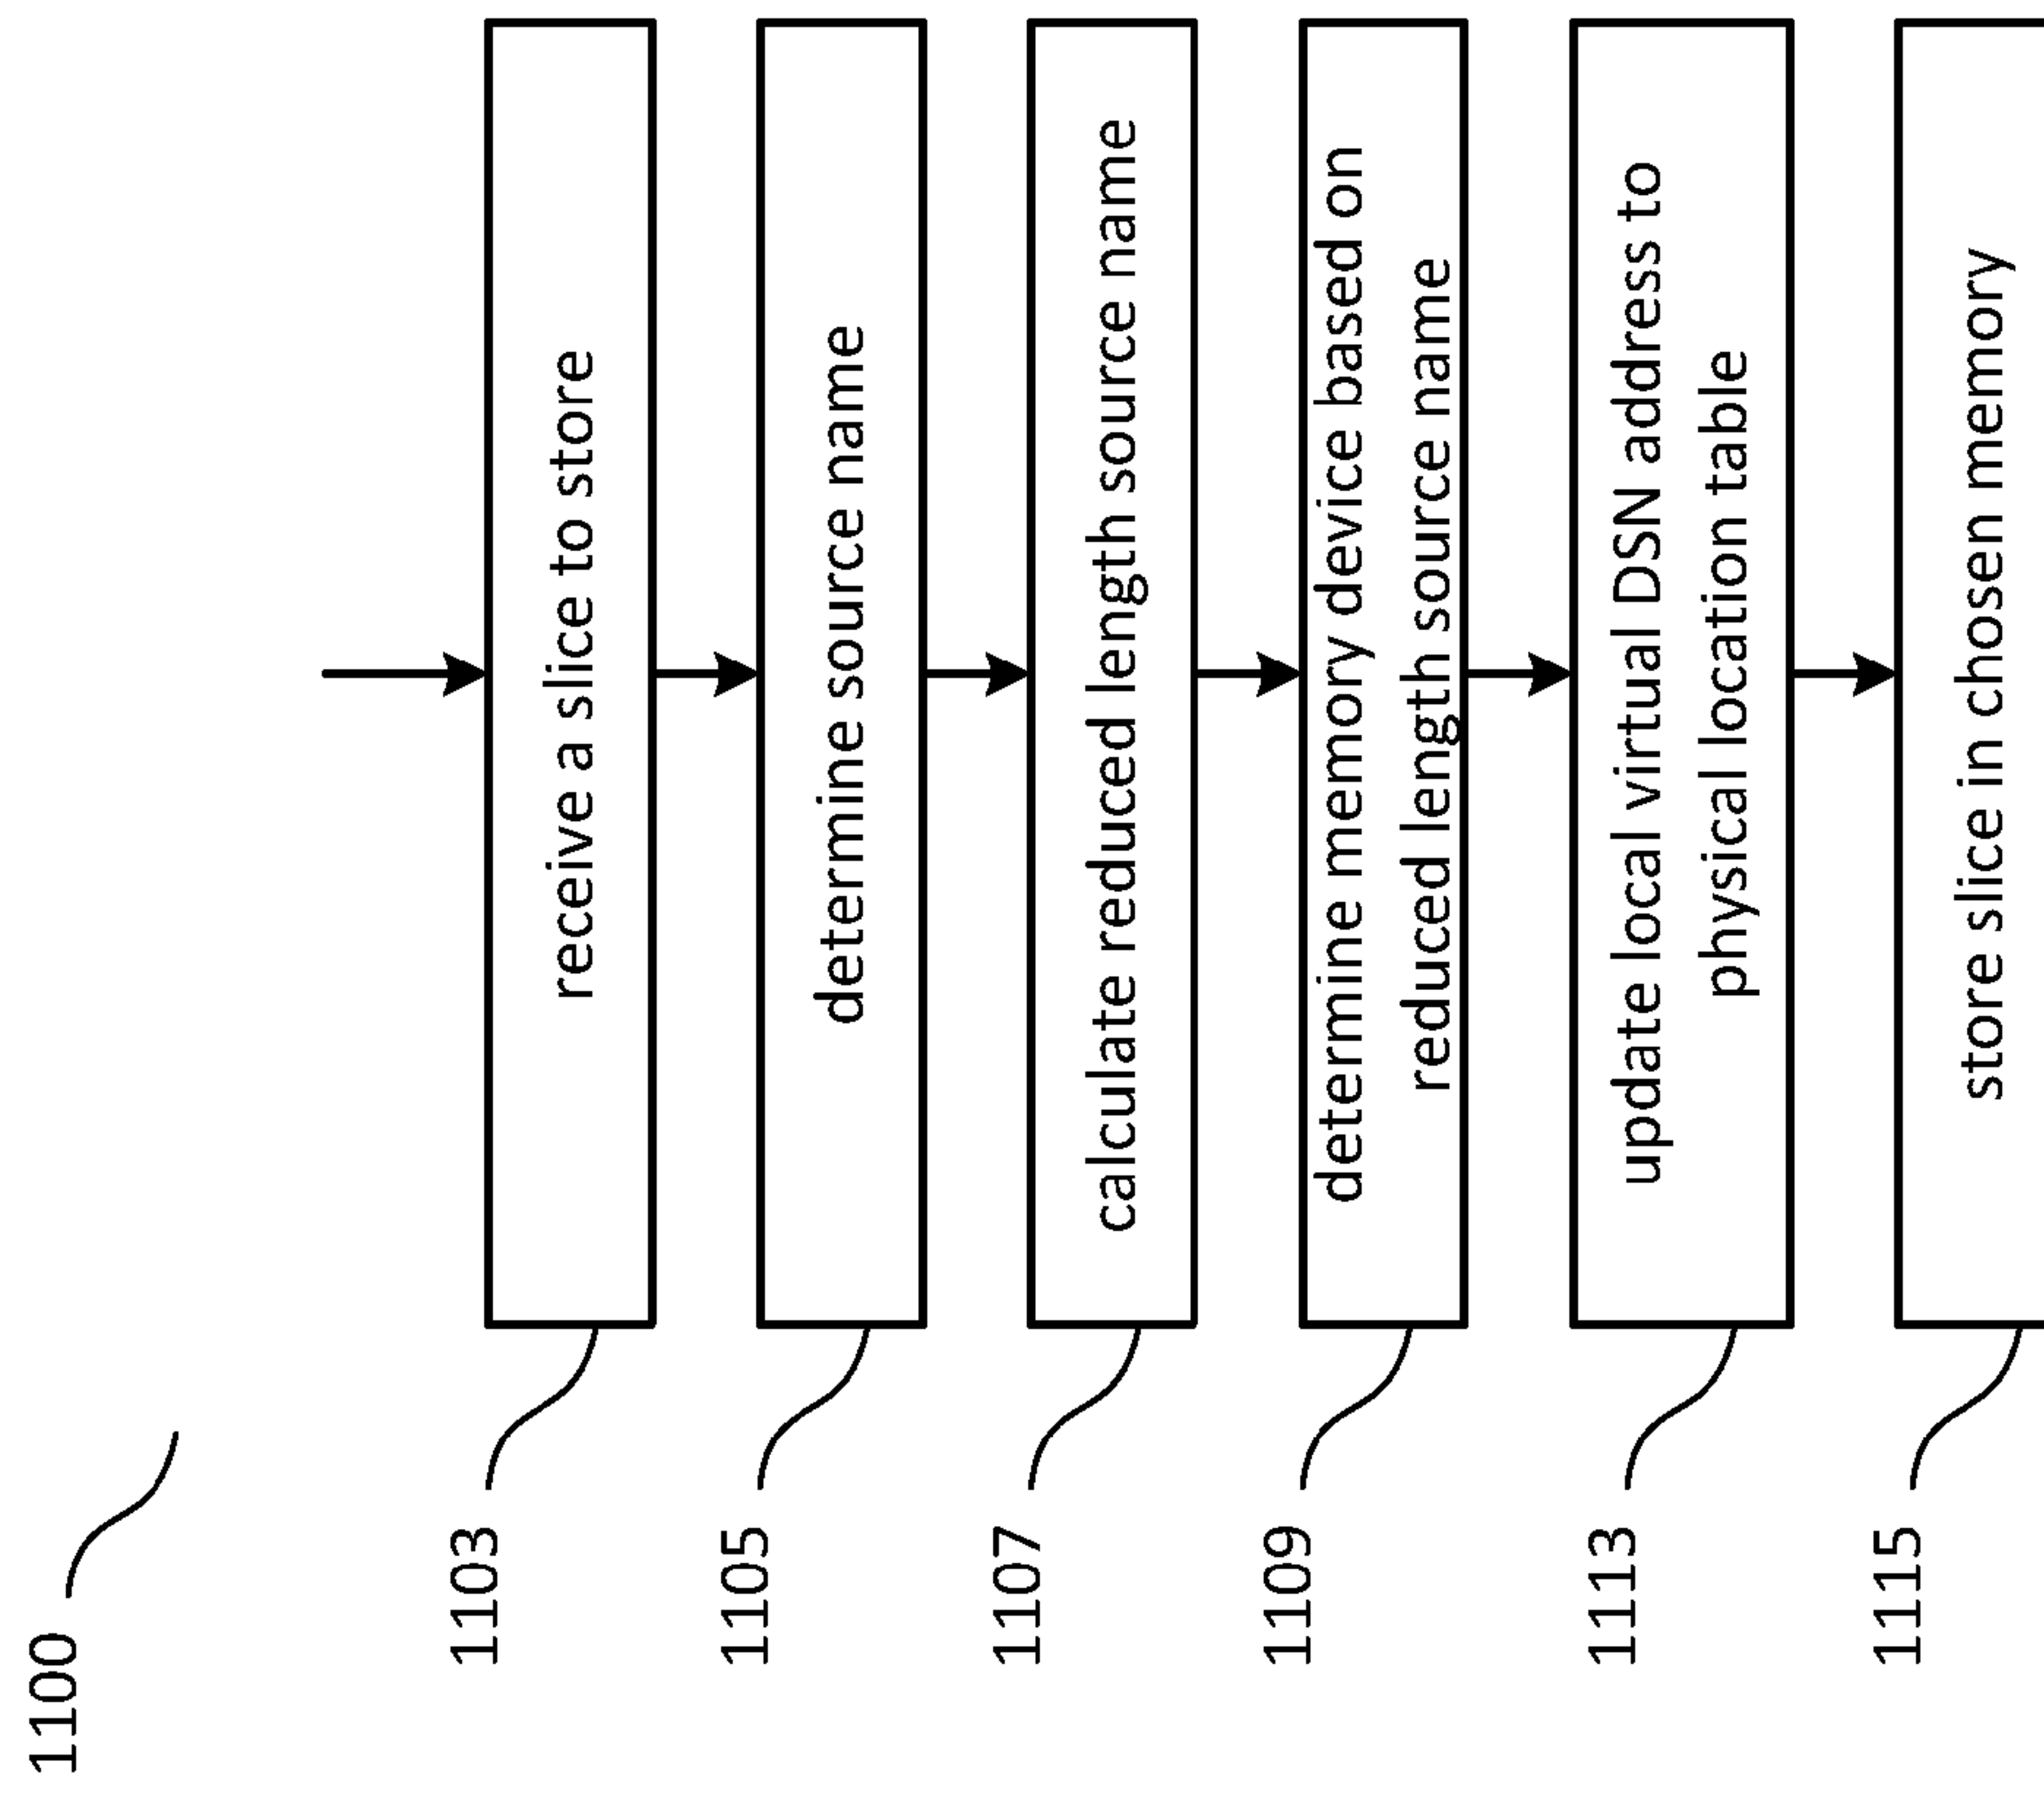 1100
1103
receive a slice to store
1105
determine source name
1107
calculate reduced length source name
1109
determine memory device based on
reduced length source name
1113
update local virtual DSN address to
physical location table
1115
store slice in chosen memory